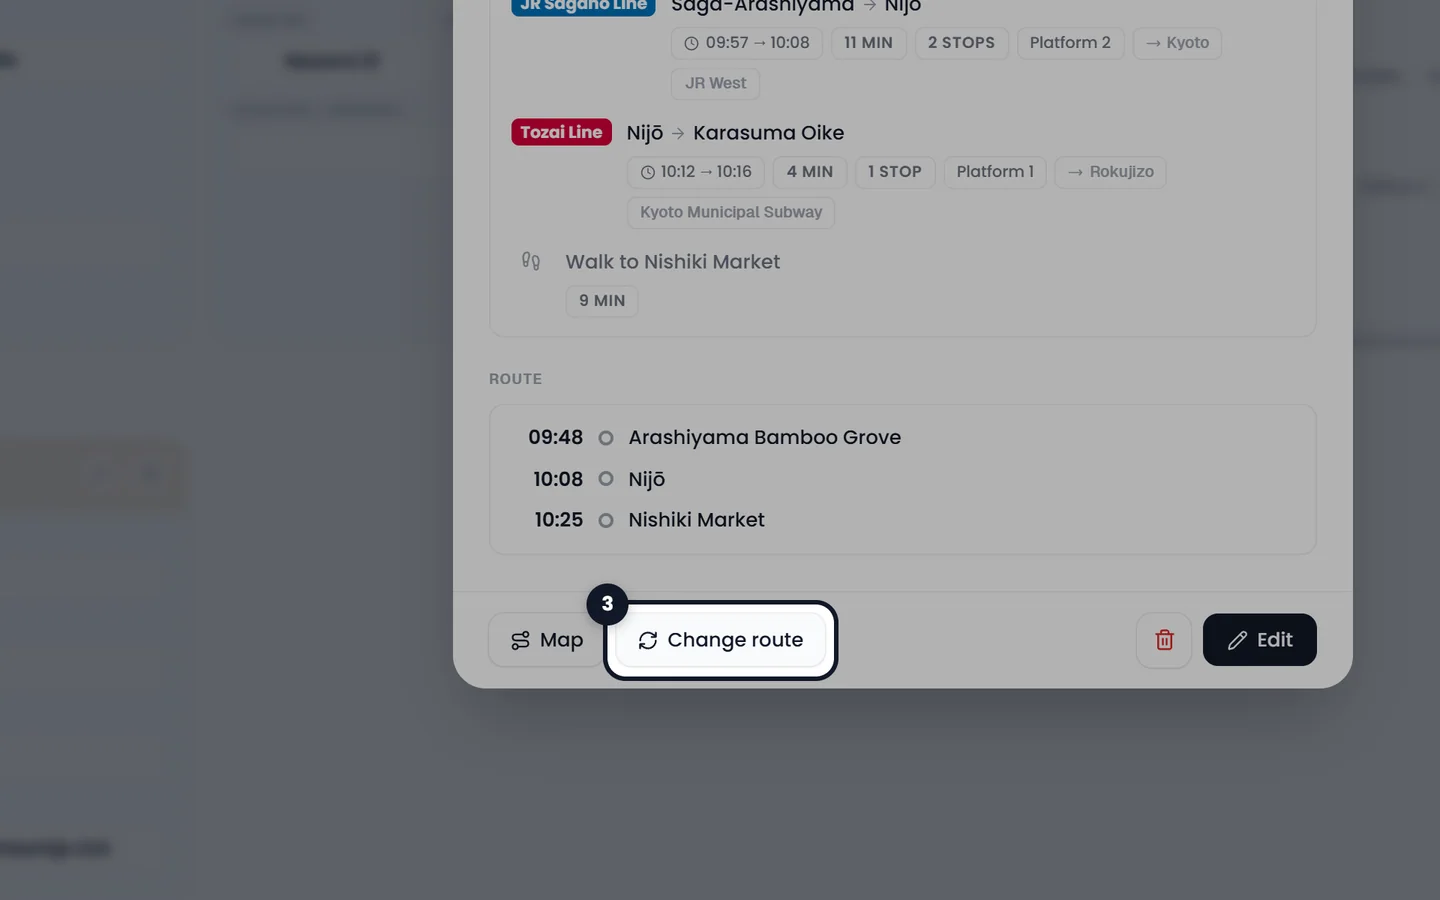 JR Sagano Line Saga-Arashiyama → Nijō
09:57 → 10:08 11 MIN 2 STOPS Platform 2 → Kyoto
JR West
Tozai Line Nijō → Karasuma Oike
10:12 → 10:16 4 MIN 1 STOP Platform 1 → Rokujizo
Kyoto Municipal Subway
Walk to Nishiki Market
9 MIN
ROUTE
09:48 Arashiyama Bamboo Grove
10:08 Nijō
10:25 Nishiki Market
3
Map Change route Edit